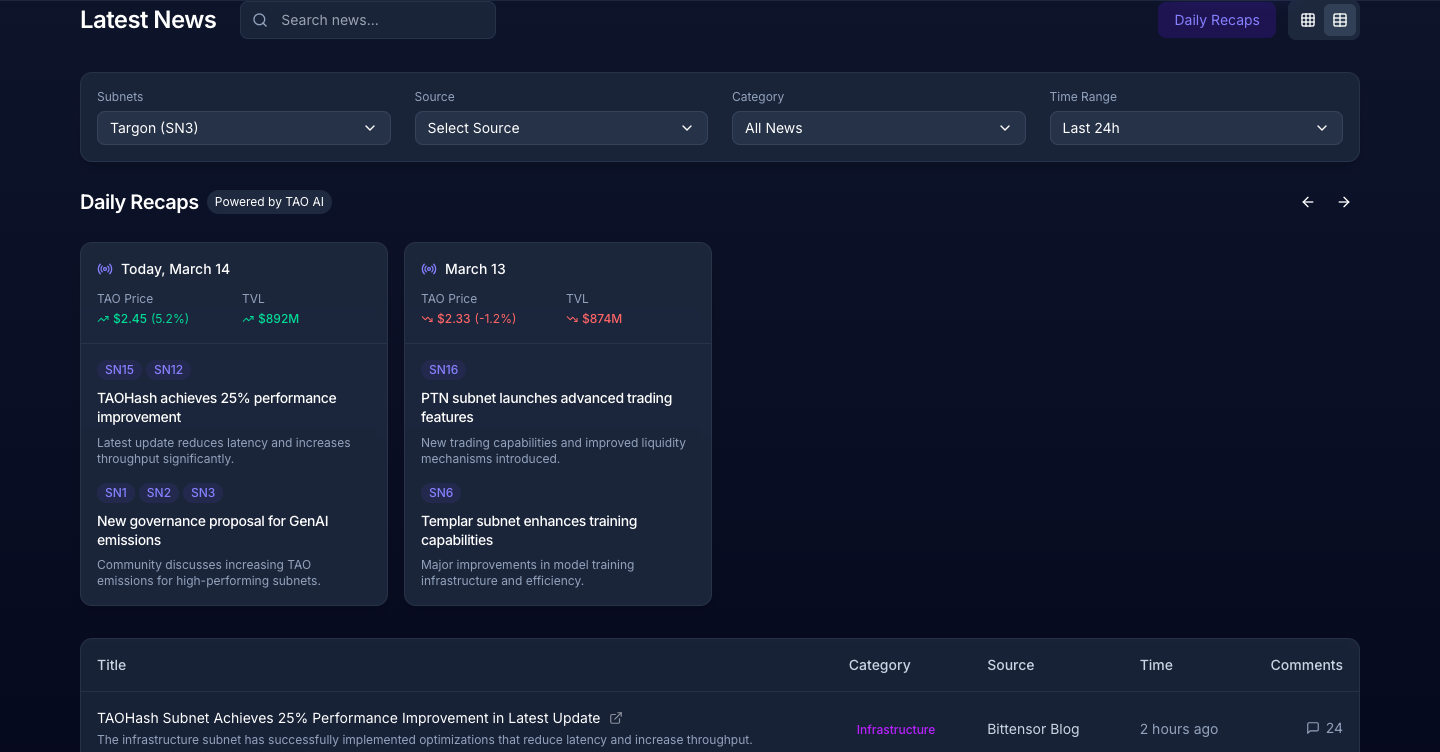 Latest News
Search news...
Daily Recaps
Subnets
Source
Category
Time Range
Targon (SN3)
Select Source
All News
Last 24h
Daily Recaps
Powered by TAO AI
Today, March 14
TAO Price
TVL
$2.45 (5.2%)
$892M
SN15
SN12
TAOHash achieves 25% performance
improvement
Latest update reduces latency and increases
throughput significantly.
SN1
SN2
SN3
New governance proposal for GenAI
emissions
Community discusses increasing TAO
emissions for high-performing subnets.
March 13
TAO Price
TVL
$2.33 (-1.2%)
$874M
SN16
PTN subnet launches advanced trading
features
New trading capabilities and improved liquidity
mechanisms introduced.
SN6
Templar subnet enhances training
capabilities
Major improvements in model training
infrastructure and efficiency.
Title
Category
Source
Time
Comments
TAOHash Subnet Achieves 25% Performance Improvement in Latest Update
The infrastructure subnet has successfully implemented optimizations that reduce latency and increase throughput.
Infrastructure
Bittensor Blog
2 hours ago
24